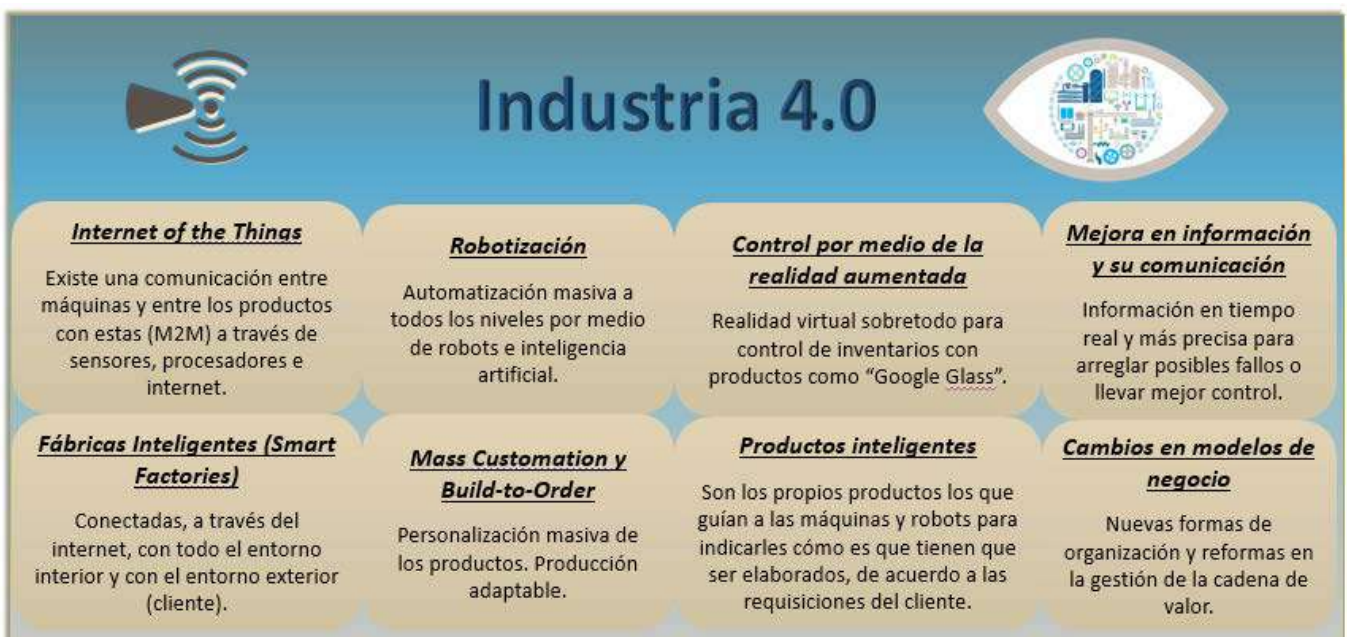 Industria 4.0
Internet of the Things
Existe una comunicación entre
máquinas y entre los productos
con estas (M2M) a través de
sensores, procesadores e
internet.
Robotización
Automatización masiva a
todos los niveles por medio
de robots e inteligencia
artificial.
Control por medio de la
realidad aumentada
Realidad virtual sobretodo para
control de inventarios con
productos como “Google Glass”.
Mejora en información
y su comunicación
Información en tiempo
real y más precisa para
arreglar posibles fallos o
llevar mejor control.
Fábricas Inteligentes (Smart
Factories)
Conectadas, a través del
internet, con todo el entorno
interior y con el entorno exterior
(cliente).
Mass Customation y
Build-to-Order
Personalización masiva de
los productos. Producción
adaptable.
Productos inteligentes
Son los propios productos los que
guían a las máquinas y robots para
indicarles cómo es que tienen que
ser elaborados, de acuerdo a las
requisiciones del cliente.
Cambios en modelos de
negocio
Nuevas formas de
organización y reformas en
la gestión de la cadena de
valor.